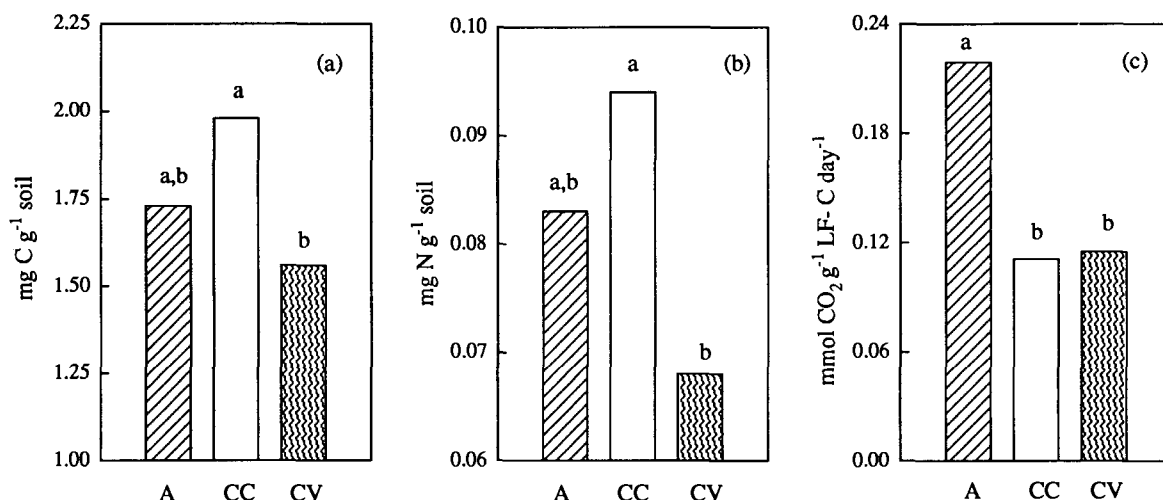 2.25
2.00
1.75
1.50
1.25
1.00
mg C g⁻¹ soil
(a)
a,b
a
b
A CC CV
0.10
0.09
0.08
0.07
0.06
mg N g⁻¹ soil
(b)
a,b
a
b
A CC CV
0.24
0.18
0.12
0.06
0.00
mmol CO₂ g⁻¹ LF- C day⁻¹
(c)
a
b
b
A CC CV